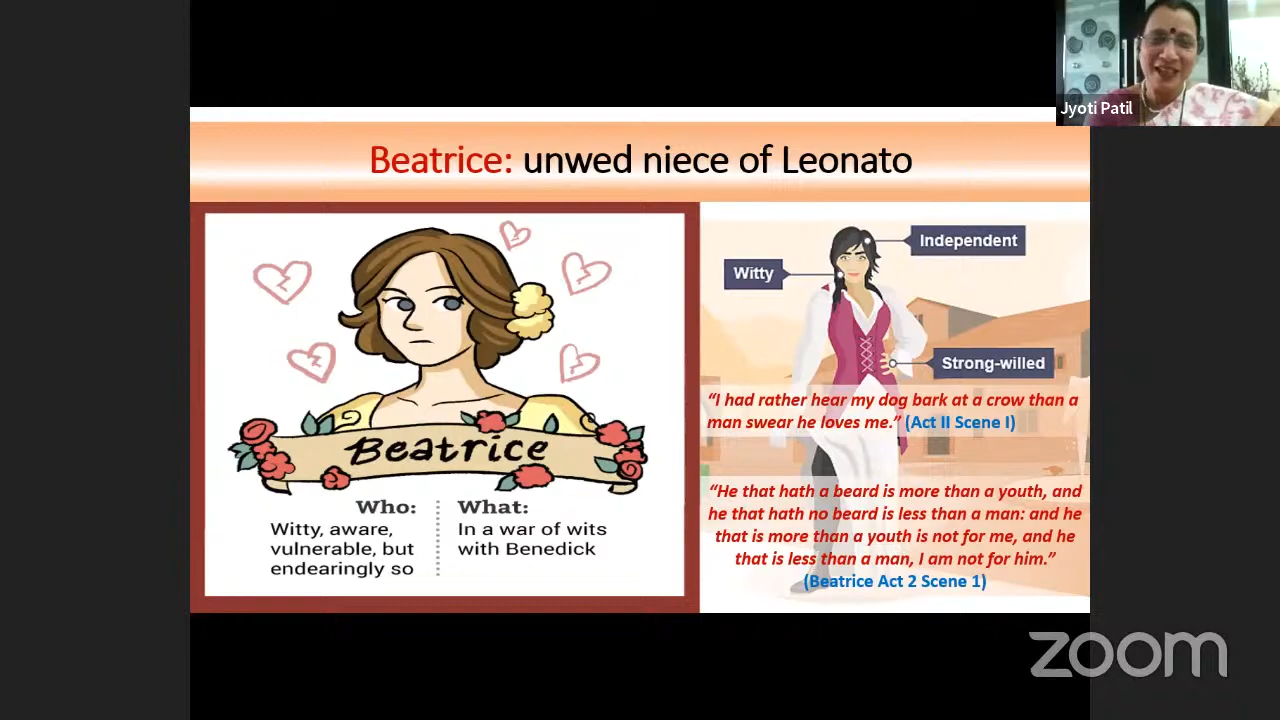 Jyoti Patil
Beatrice: unwed niece of Leonato
Beatrice
Who:
Witty, aware,
vulnerable, but
endearingly so
What:
In a war of wits
with Benedick
Independent
Witty
Strong-willed
“I had rather hear my dog bark at a crow than a
man swear he loves me.” (Act II Scene I)
“He that hath a beard is more than a youth, and
he that hath no beard is less than a man: and he
that is more than a youth is not for me, and he
that is less than a man, I am not for him.”
(Beatrice Act 2 Scene 1)
zoom